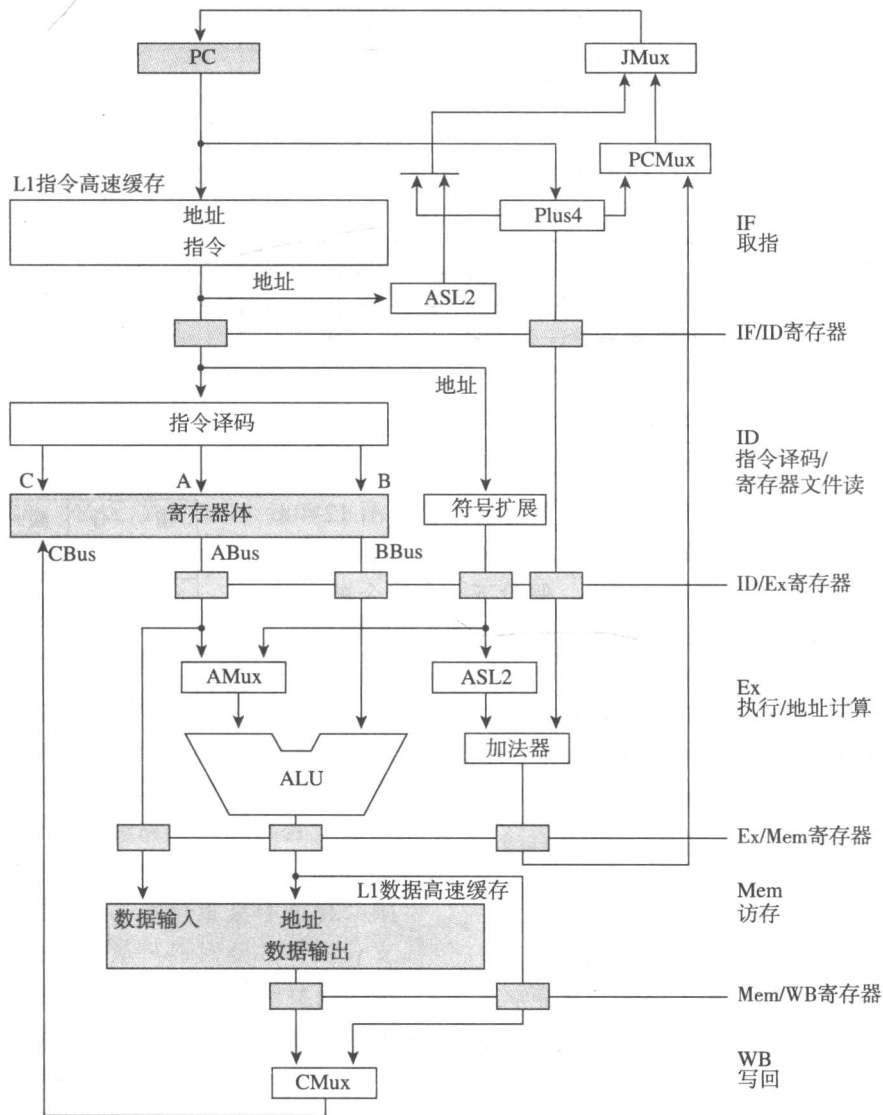 PC
JMux
PCMux
L1指令高速缓存
地址
指令
Plus4
IF
取指
地址
ASL2
IF/ID寄存器
地址
指令译码
ID
指令译码/
寄存器文件读
C
A
B
寄存器体
符号扩展
CBus
ABus
BBus
ID/Ex寄存器
AMux
ASL2
Ex
执行/地址计算
加法器
ALU
Ex/Mem寄存器
L1数据高速缓存
Mem
访存
数据输入
地址
数据输出
Mem/WB寄存器
WB
写回
CMux